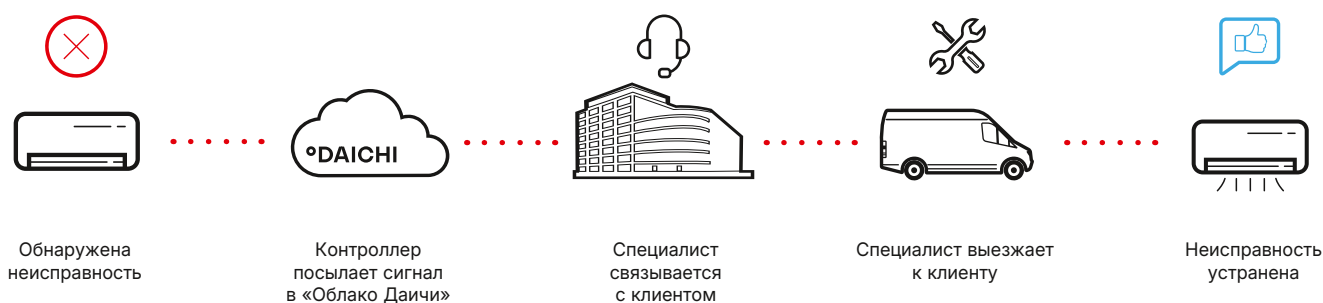 °DAICHI
Обнаружена
неисправность
Контроллер
посылает сигнал
в «Облако Даичи»
Специалист
связывается
с клиентом
Специалист выезжает
к клиенту
Неисправность
устранена